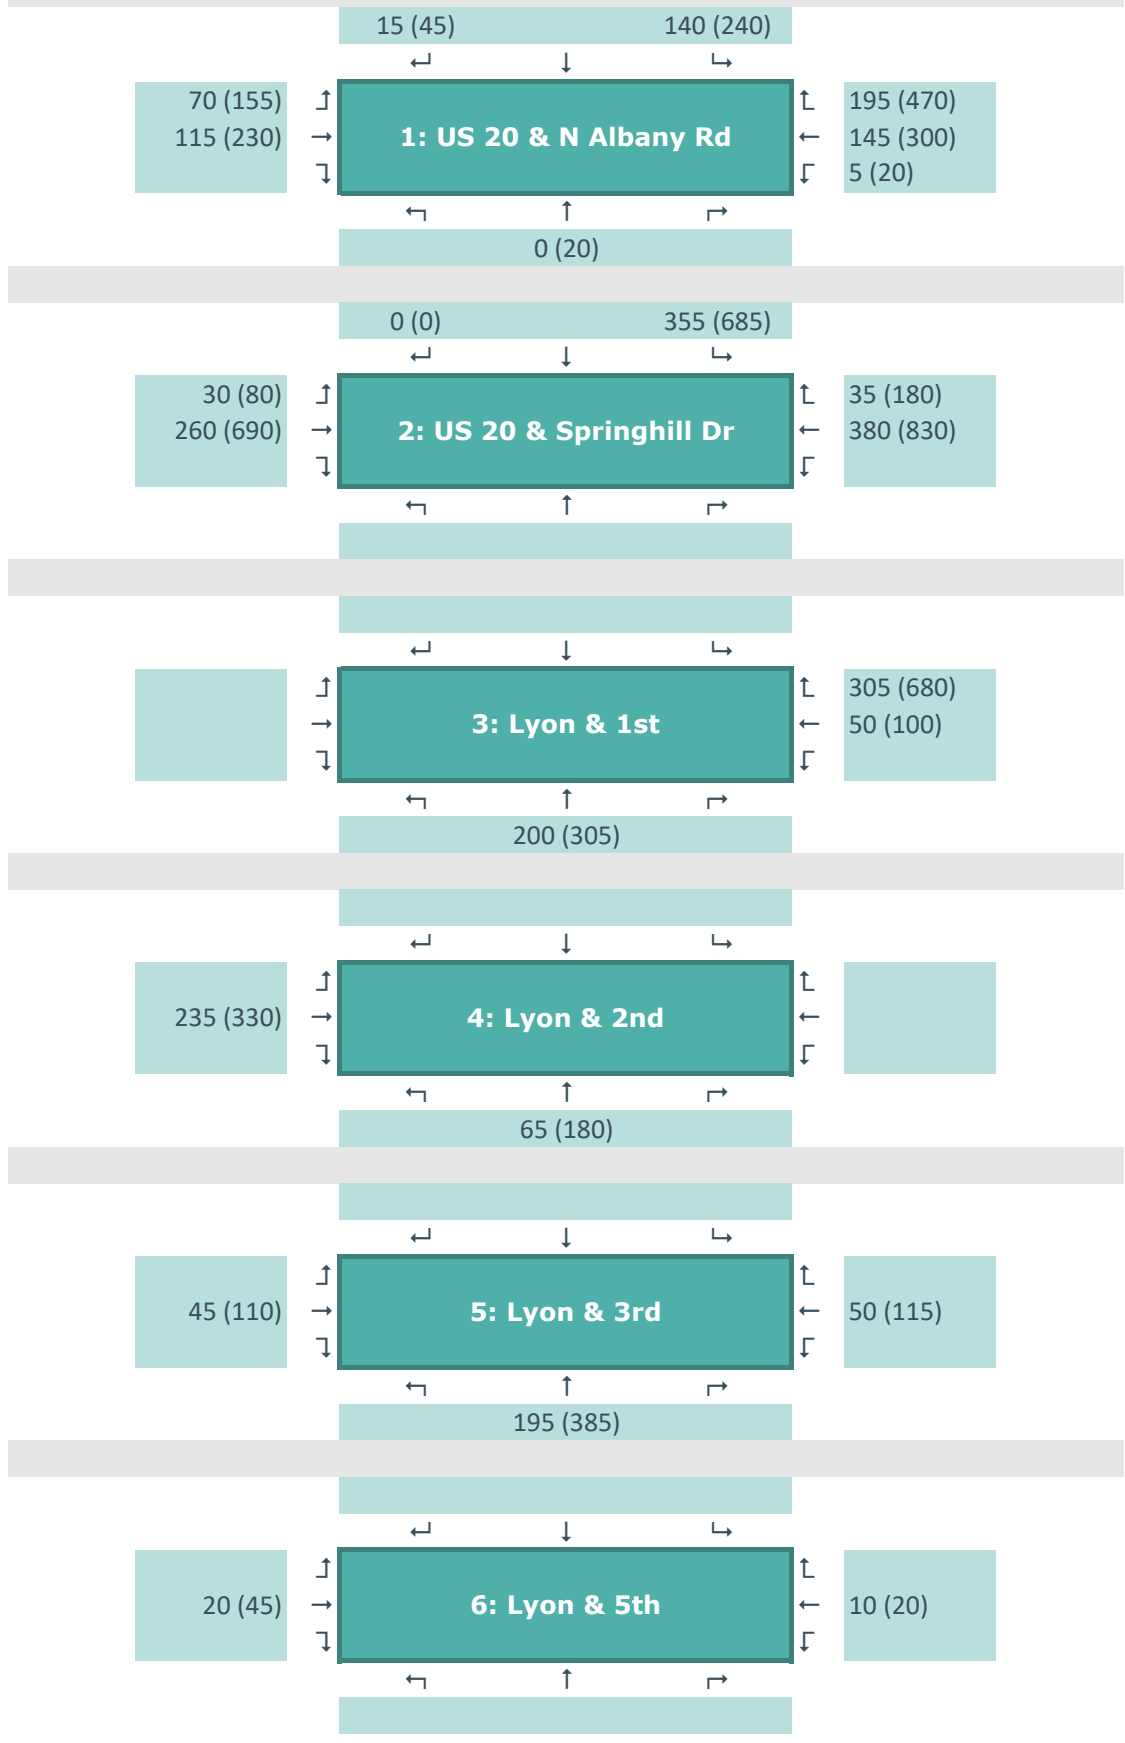 15 (45) 140 (240)
70 (155) 195 (470)
115 (230) 1: US 20 & N Albany Rd 145 (300)
5 (20)
0 (20)
0 (0) 355 (685)
30 (80) 35 (180)
260 (690) 2: US 20 & Springhill Dr 380 (830)
305 (680)
3: Lyon & 1st 50 (100)
200 (305)
235 (330) 4: Lyon & 2nd
65 (180)
45 (110) 5: Lyon & 3rd 50 (115)
195 (385)
20 (45) 6: Lyon & 5th 10 (20)